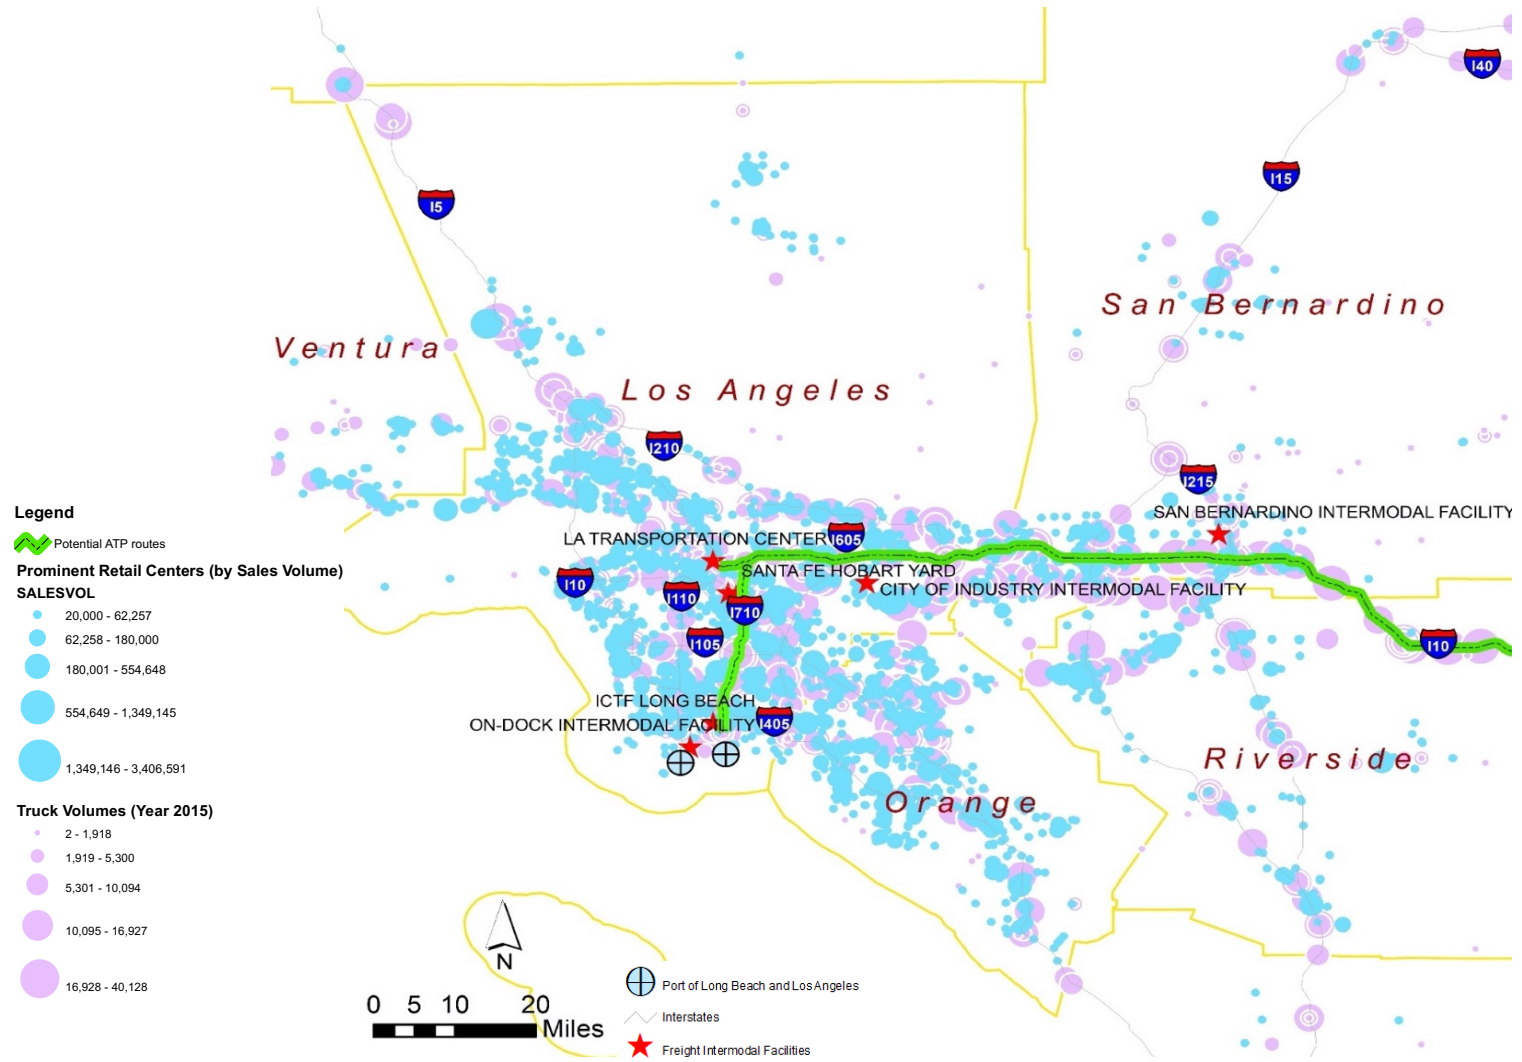 I40
I15
I5
San Bernardino
Ventura
Los Angeles
I210
I215
SAN BERNARDINO INTERMODAL FACILITY
LA TRANSPORTATION CENTER
I605
SANTA FE HOBART YARD
I10
I110
CITY OF INDUSTRY INTERMODAL FACILITY
I710
I105
I10
ICTF LONG BEACH
ON-DOCK INTERMODAL FACILITY
I405
Riverside
Orange
Legend
Potential ATP routes
Prominent Retail Centers (by Sales Volume)
SALESVOL
20,000 - 62,257
62,258 - 180,000
180,001 - 554,648
554,649 - 1,349,145
1,349,146 - 3,406,591
Truck Volumes (Year 2015)
2 - 1,918
1,919 - 5,300
5,301 - 10,094
10,095 - 16,927
16,928 - 40,128
N
0 5 10 20
Miles
Port of Long Beach and Los Angeles
Interstates
Freight Intermodal Facilities